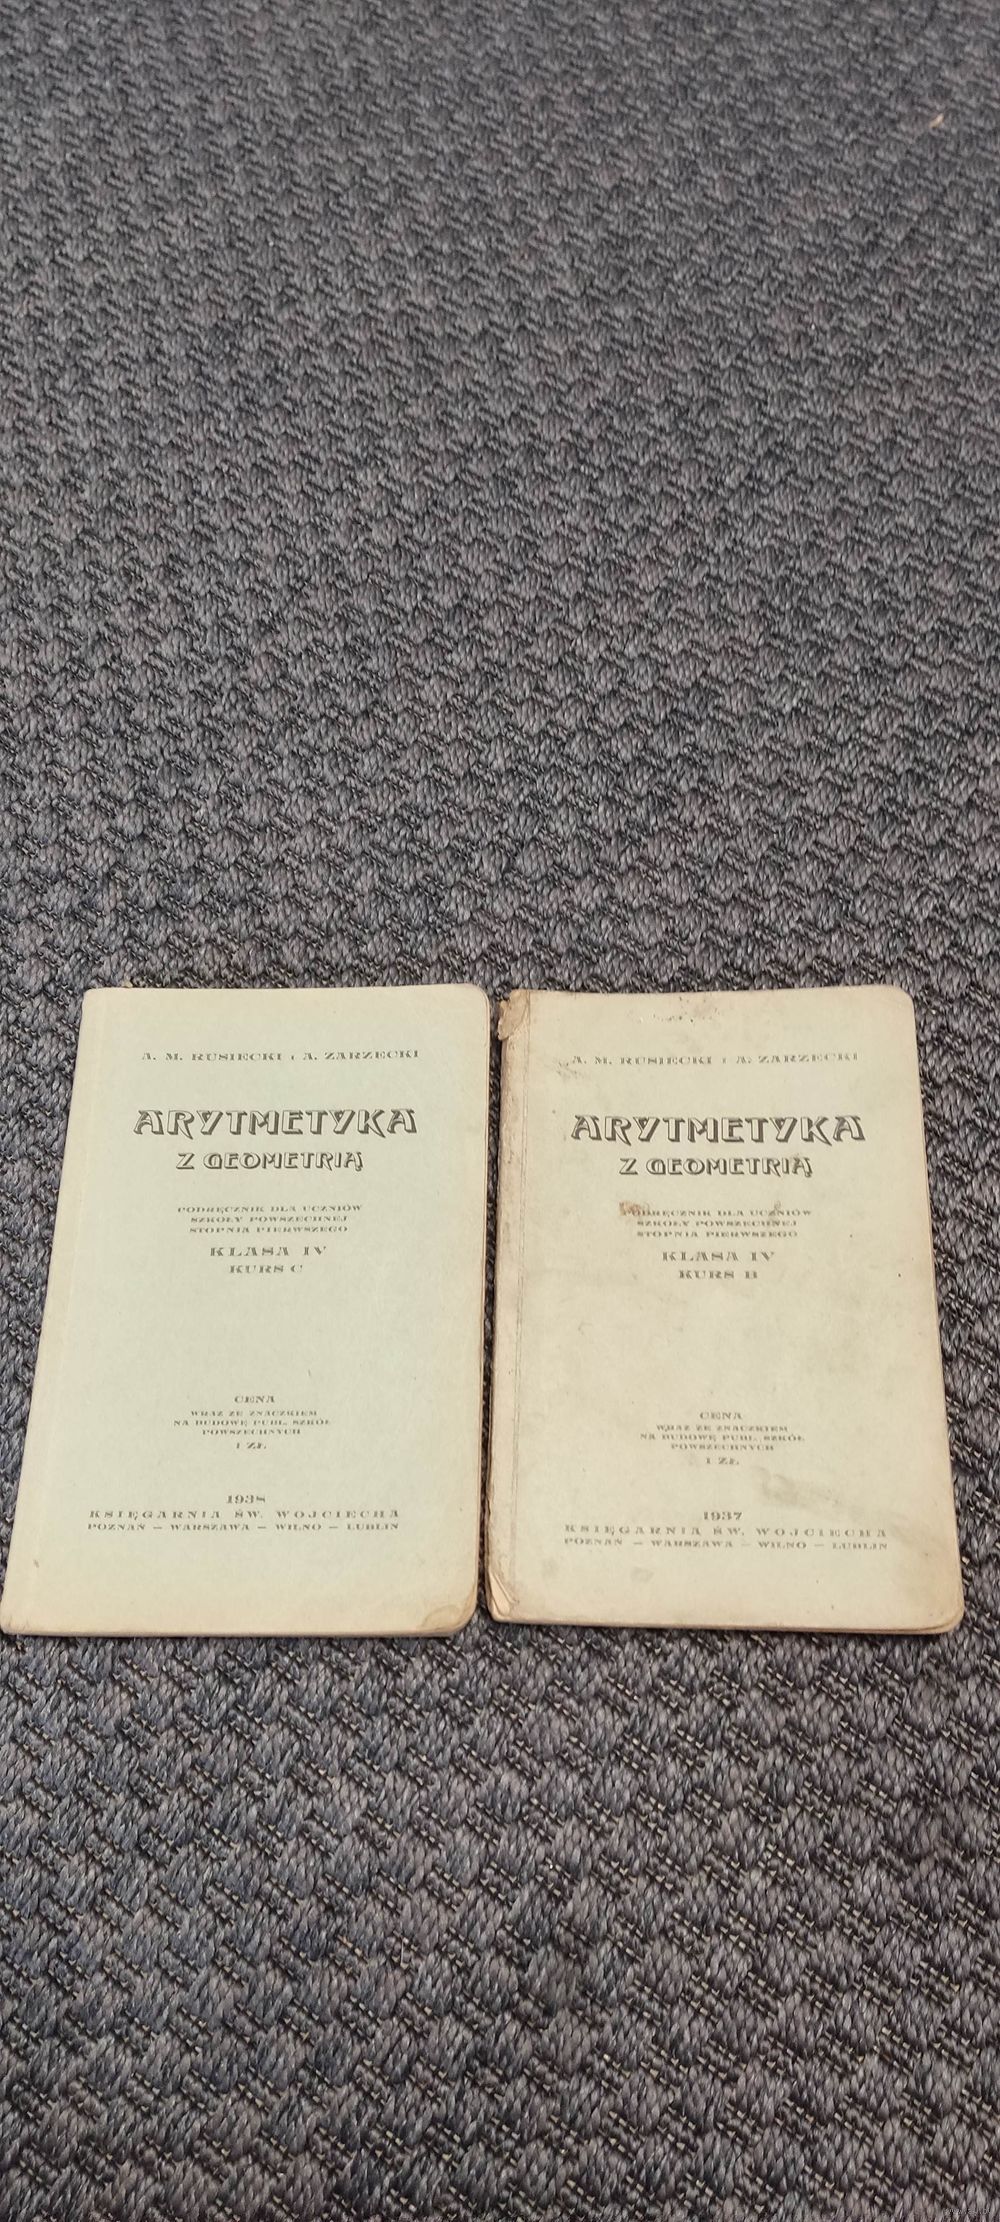 A. M. RUSIECKI I A. ZARZECKI
ARYTMETYKA
Z GEOMETRIĄ
PODRĘCZNIK DLA UCZNIÓW
SZKOŁY POWSZECHNEJ
STOPNIA PIERWSZEGO
KLASA IV
KURS C
CENA
WRAZ ZE ZNACZKIEM
NA BUDOWĘ PUBL. SZKÓŁ
POWSZECHNYCH
1 ZŁ
1938
KSIĘGARNIA ŚW. WOJCIECHA
POZNAŃ — WARSZAWA — WILNO — LUBLIN
A. M. RUSIECKI I A. ZARZECKI
ARYTMETYKA
Z GEOMETRIĄ
PODRĘCZNIK DLA UCZNIÓW
SZKOŁY POWSZECHNEJ
STOPNIA PIERWSZEGO
KLASA IV
KURS B
CENA
WRAZ ZE ZNACZKIEM
NA BUDOWĘ PUBL. SZKÓŁ
POWSZECHNYCH
1 ZŁ
1937
KSIĘGARNIA ŚW. WOJCIECHA
POZNAŃ — WARSZAWA — WILNO — LUBLIN